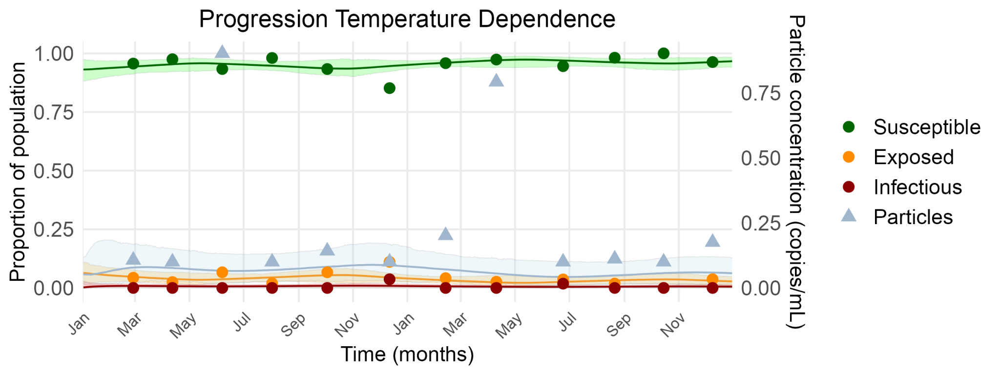 Progression Temperature Dependence
Proportion of population
1.00
0.75
0.50
0.25
0.00
0.75
0.50
0.25
0.00
Particle concentration (copies/mL)
Jan
Mar
May
Jul
Sep
Nov
Jan
Mar
May
Jul
Sep
Nov
Time (months)
Susceptible
Exposed
Infectious
Particles